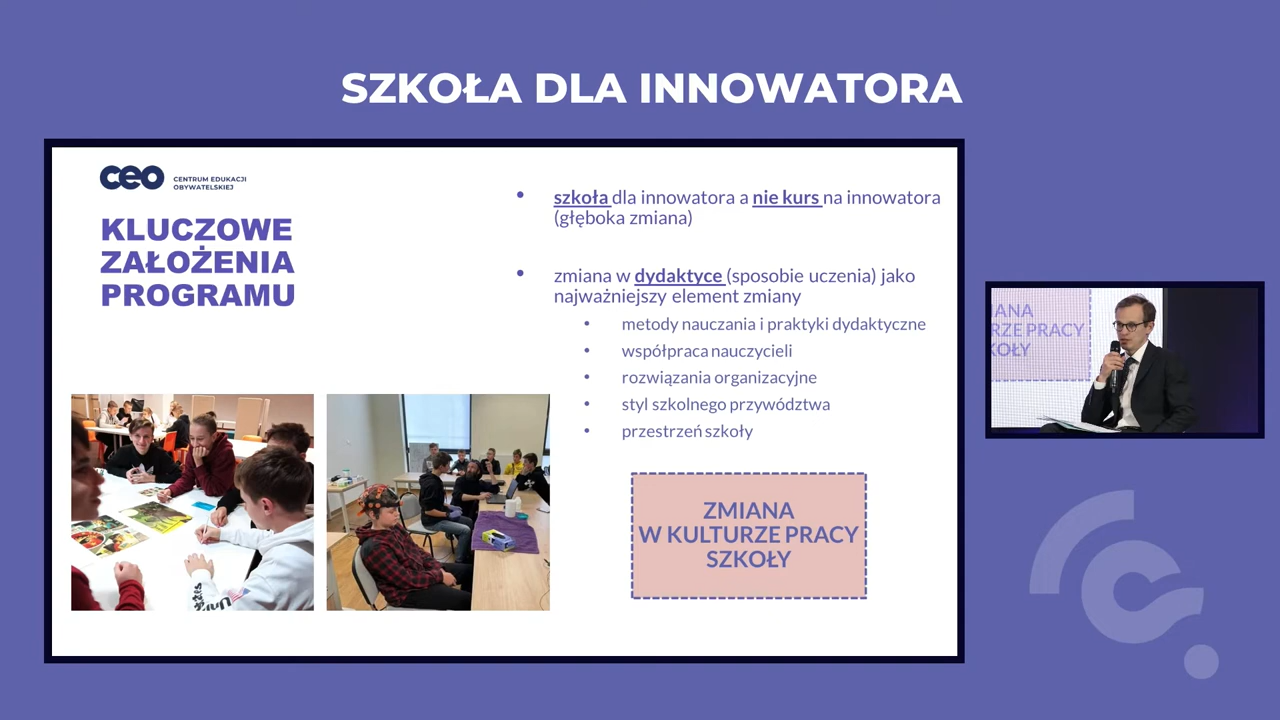 SZKOŁA DLA INNOWATORA
ceo CENTRUM EDUKACJI
OBYWATELSKIEJ
KLUCZOWE
ZAŁOŻENIA
PROGRAMU
• szkoła dla innowatora a nie kurs na innowatora
(głęboka zmiana)
• zmiana w dydaktyce (sposobie uczenia) jako
najważniejszy element zmiany
• metody nauczania i praktyki dydaktyczne
• współpraca nauczycieli
• rozwiązania organizacyjne
• styl szkolnego przywództwa
• przestrzeń szkoły
ZMIANA
W KULTURZE PRACY
SZKOŁY
IANA
RZE PRACY
KOŁY